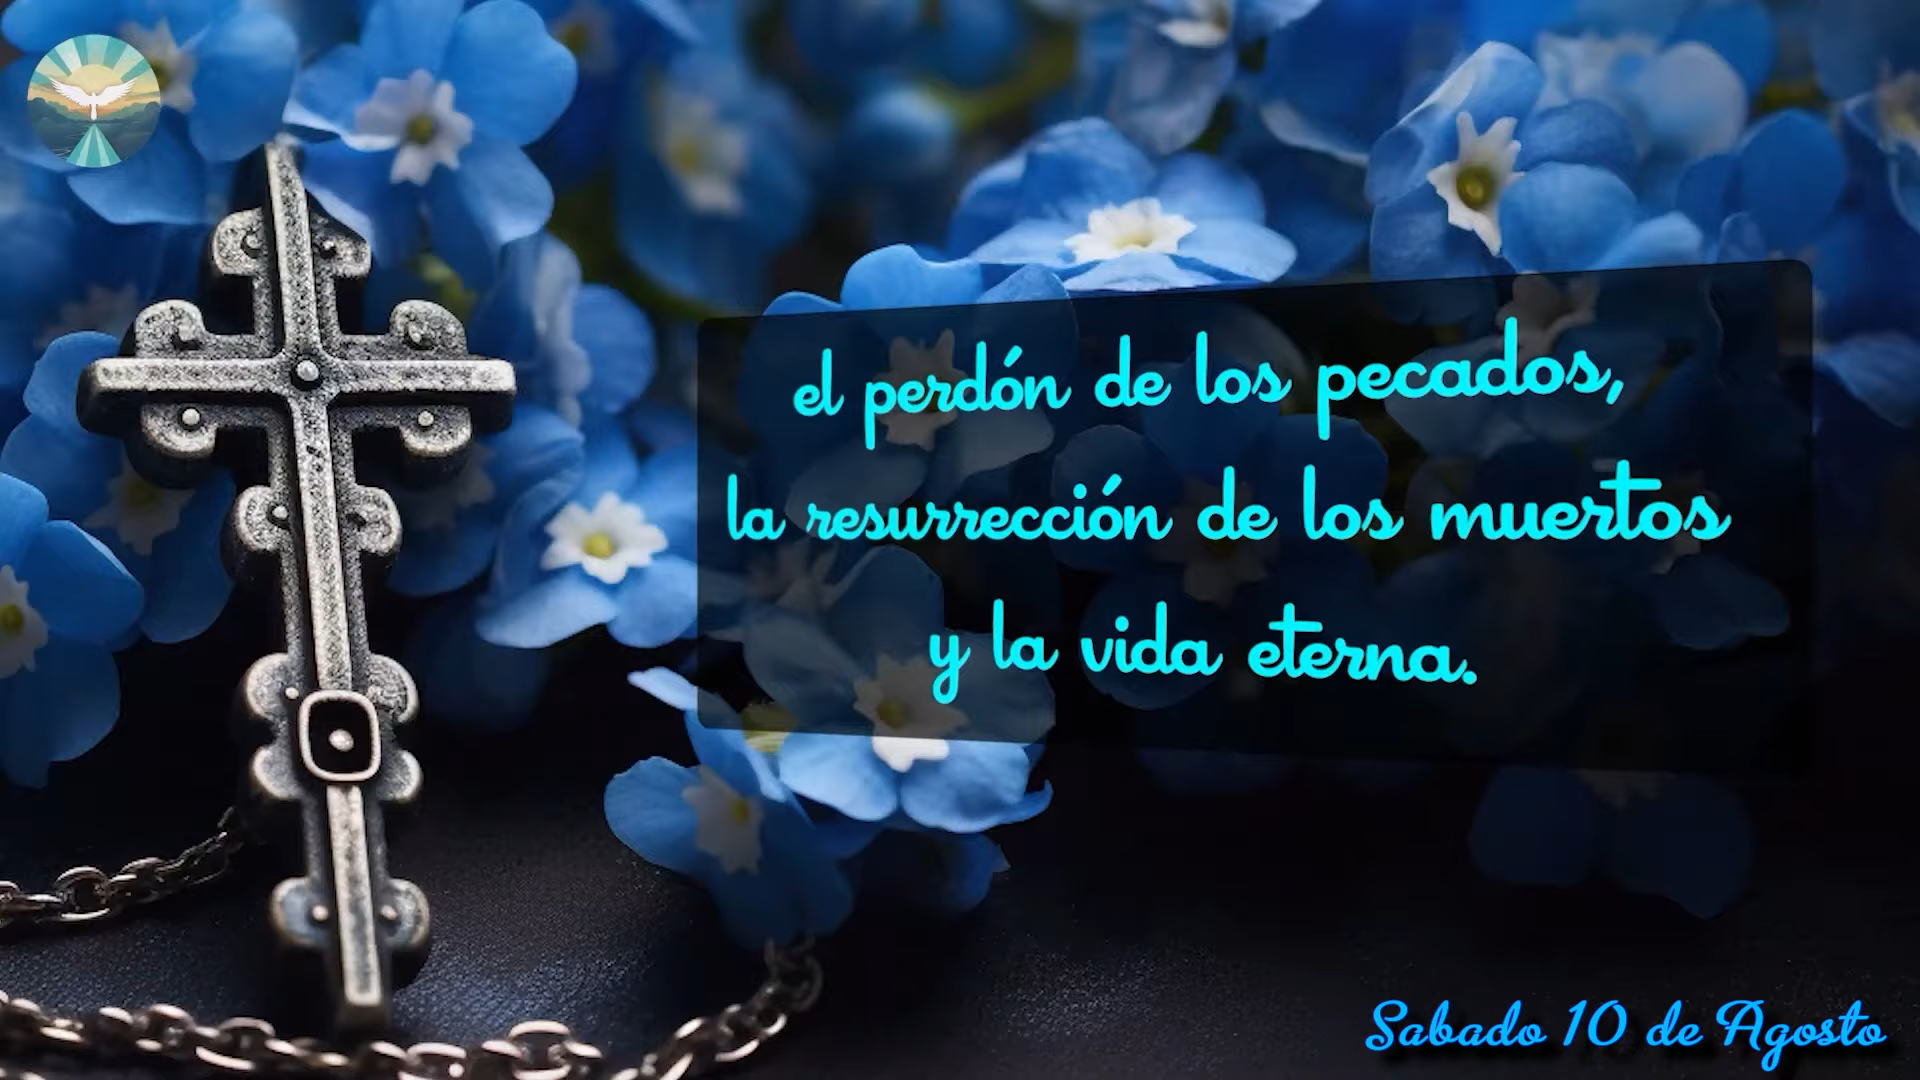 el perdón de los pecados,
la resurrección de los muertos
y la vida eterna.
Sabado 10 de Agosto